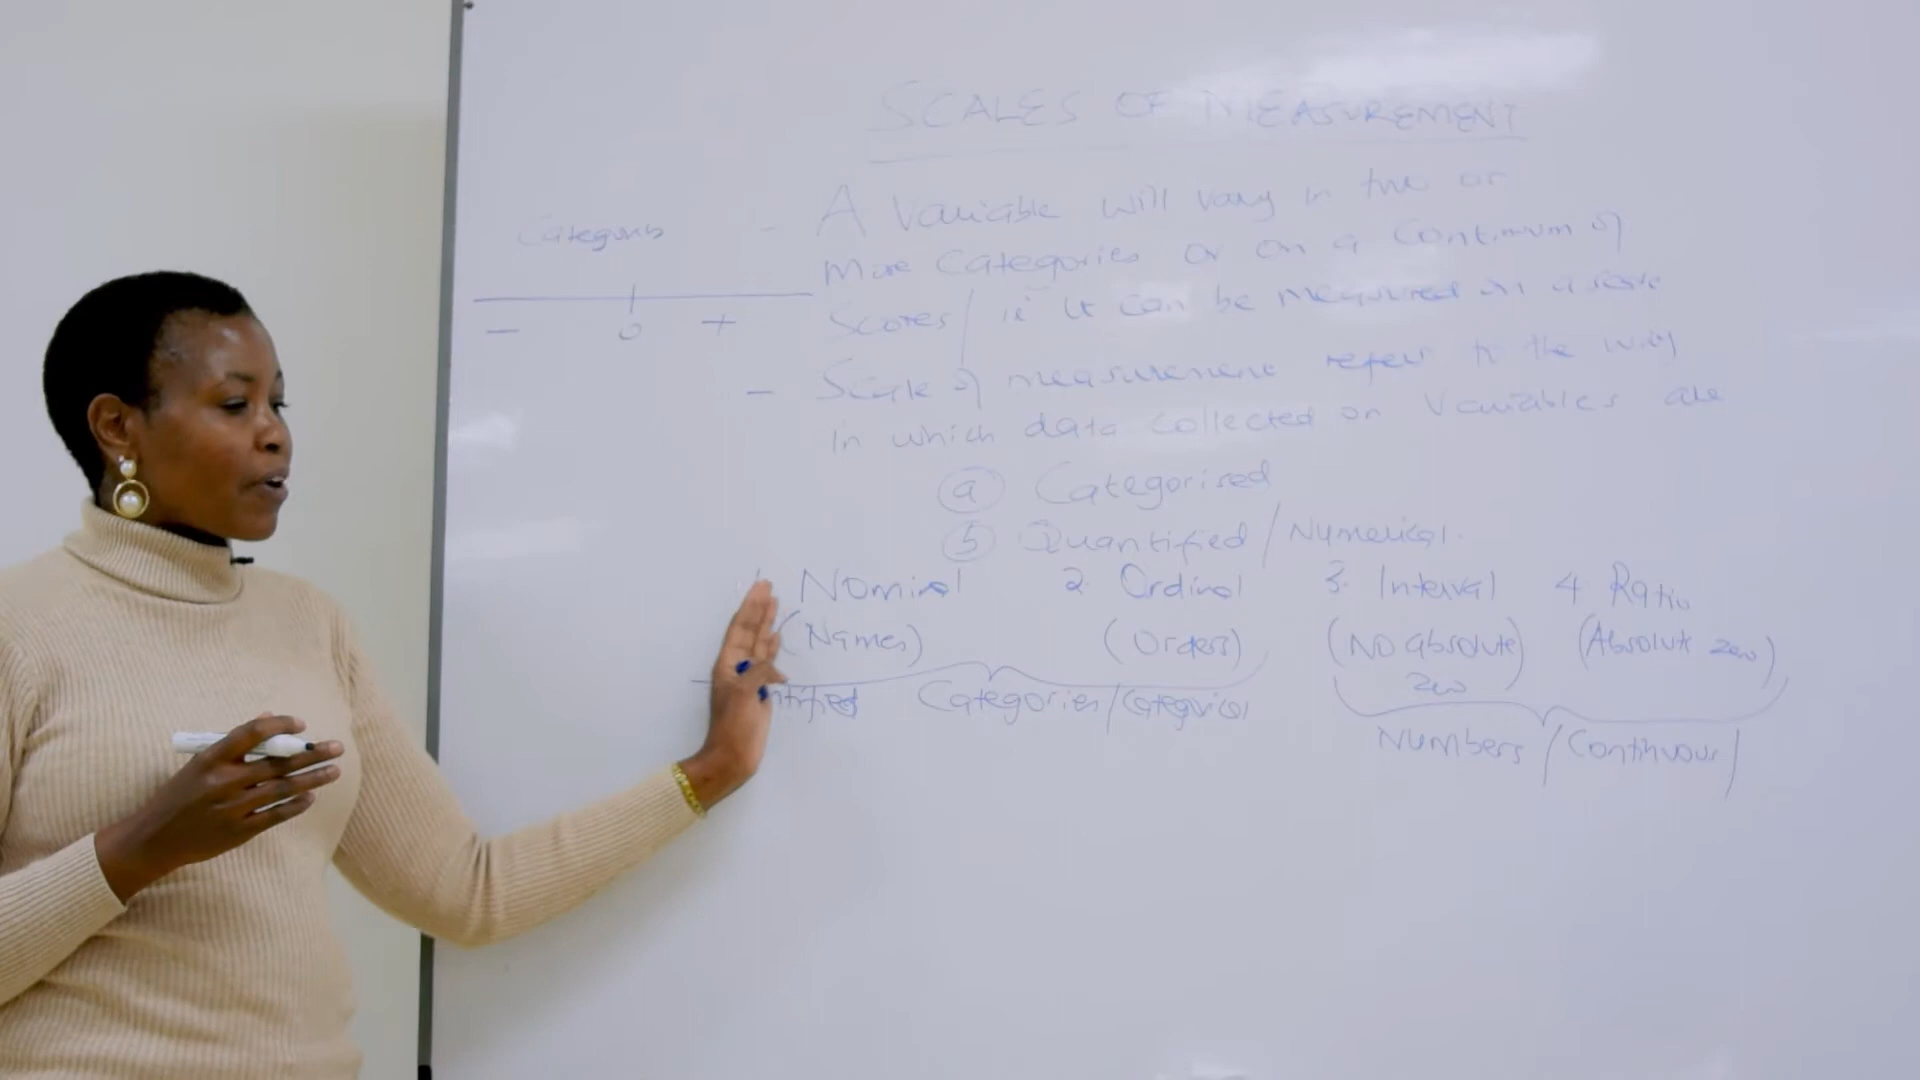 SCALES OF MEASUREMENT
Categories
- A Variable will vary in two or
More Categories or on a Continuum of
Scores / ie it can be measured on a scale
- Scale of measurement refers to the way
in which data collected on Variables are
(a) Categorised
(b) Quantified / Numerical.
- 0 +
Nominal 2 Ordinal 3. Interval 4 Ratio
(Names) (Orders) (No absolute Zero) (Absolute zero)
Categories/Categorical
Numbers / Continuous /